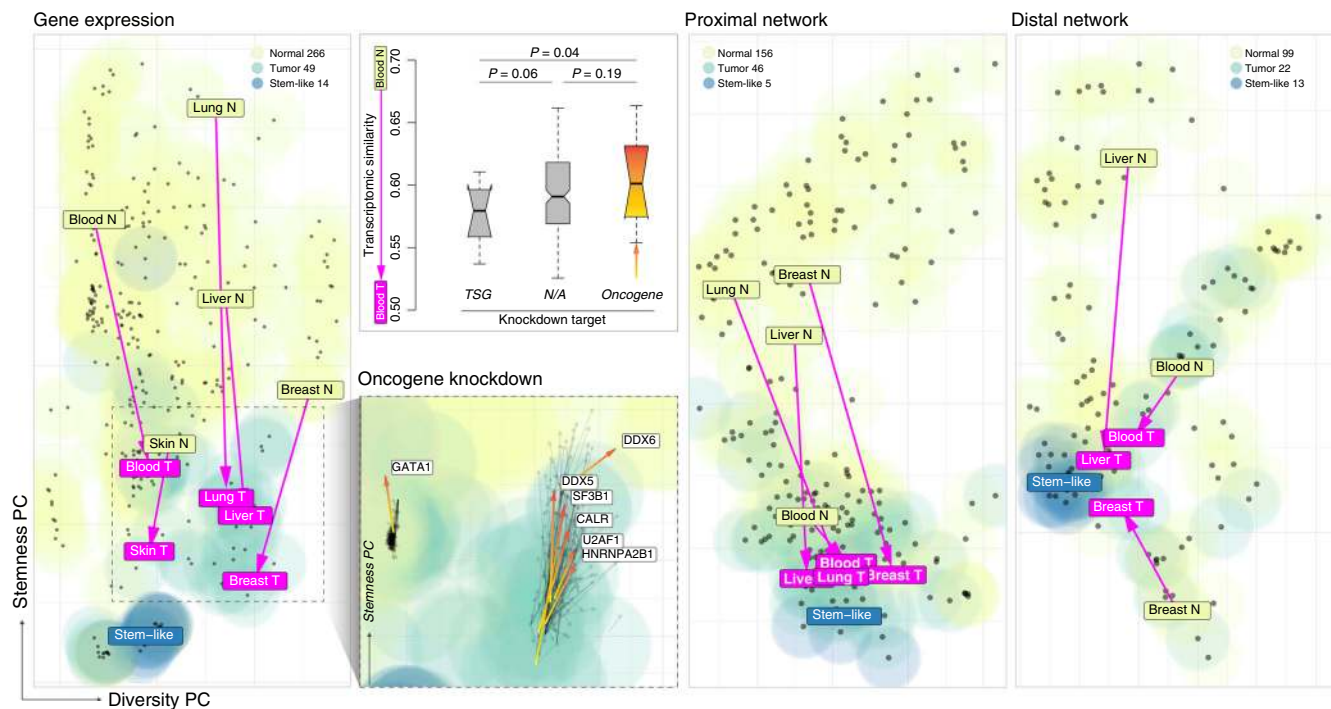 Gene expression
Normal 266
Tumor 49
Stem-like 14
Lung N
Blood N
Liver N
Breast N
Skin N
Blood T
Lung T
Liver T
Skin T
Breast T
Stem-like
Stemness PC
Diversity PC
Blood N
Blood T
Transcriptomic similarity
0.70
0.65
0.60
0.55
0.50
P = 0.04
P = 0.06
P = 0.19
TSG
N/A
Oncogene
Knockdown target
Oncogene knockdown
DDX6
GATA1
DDX5
SF3B1
CALR
U2AF1
HNRNPA2B1
Stemness PC
Proximal network
Normal 156
Tumor 46
Stem-like 5
Breast N
Lung N
Liver N
Blood N
Blood T
Live
Lung T
Breast T
Stem-like
Distal network
Normal 99
Tumor 22
Stem-like 13
Liver N
Blood N
Blood T
Liver T
Stem-like
Breast T
Breast N